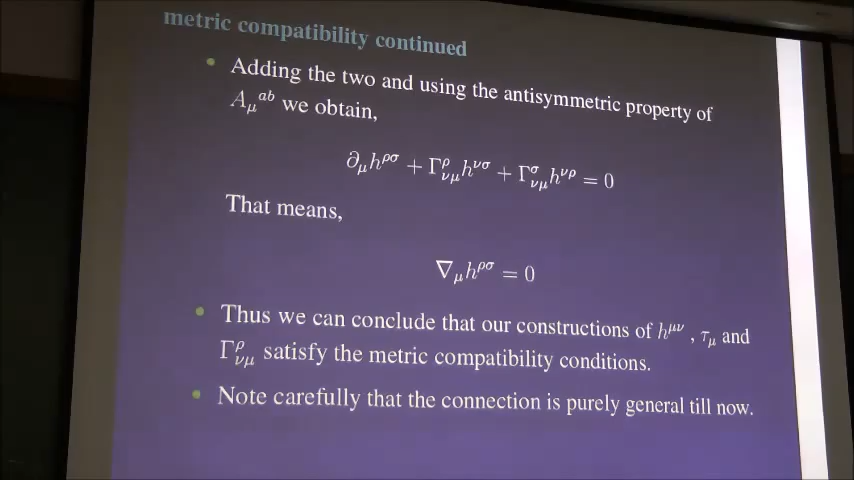 metric compatibility continued
• Adding the two and using the antisymmetric property of
A_μ^{ab} we obtain,
∂_μ h^{ρσ} + Γ^ρ_{νμ} h^{νσ} + Γ^σ_{νμ} h^{νρ} = 0
That means,
∇_μ h^{ρσ} = 0
• Thus we can conclude that our constructions of h^{μν} , τ_μ and
Γ^ρ_{νμ} satisfy the metric compatibility conditions.
• Note carefully that the connection is purely general till now.